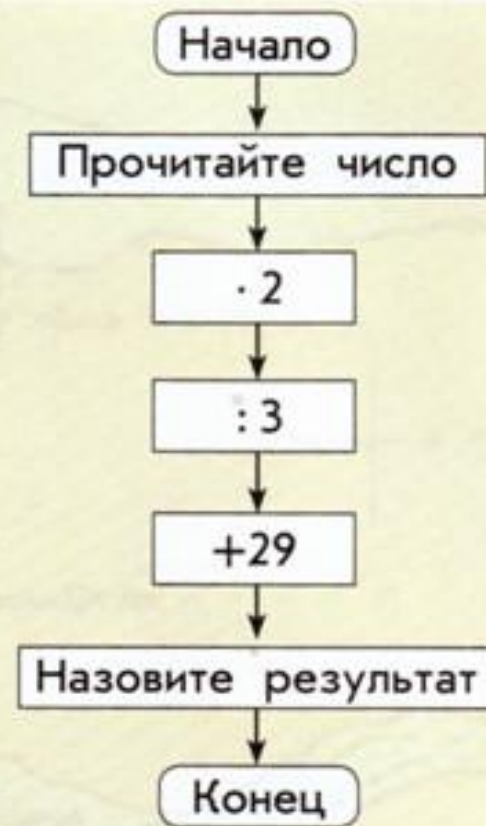 Начало
Прочитайте число
· 2
: 3
+29
Назовите результат
Конец